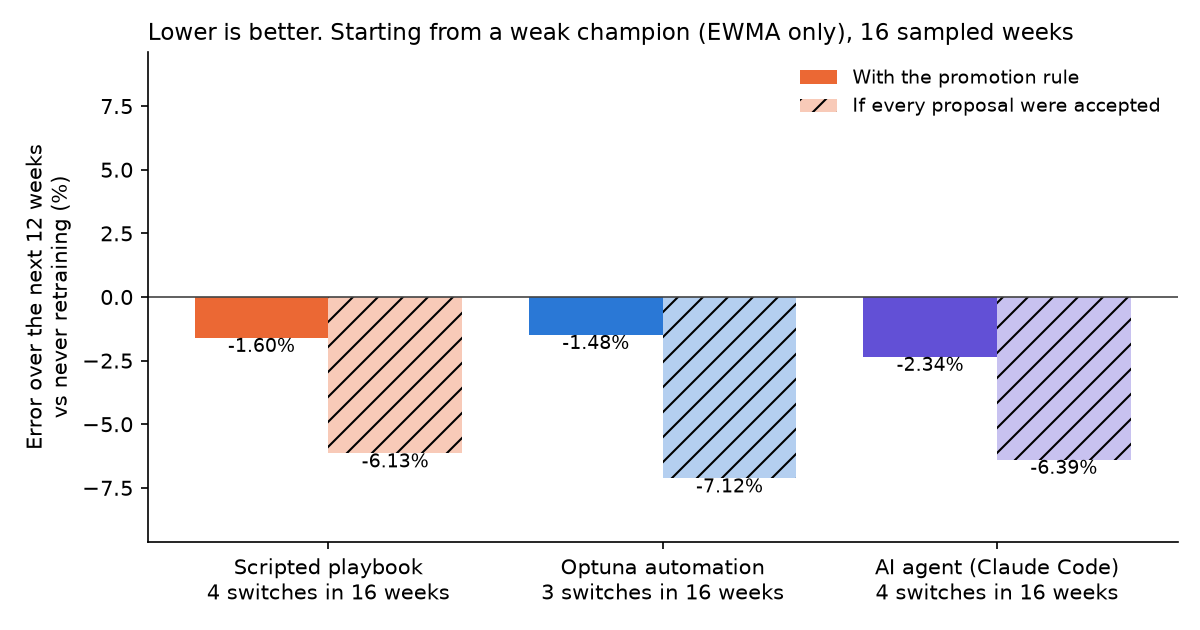 Lower is better. Starting from a weak champion (EWMA only), 16 sampled weeks
With the promotion rule
If every proposal were accepted
Error over the next 12 weeks
vs never retraining (%)
7.5
5.0
2.5
0.0
−2.5
−5.0
−7.5
-1.60%
-6.13%
-1.48%
-7.12%
-2.34%
-6.39%
Scripted playbook
4 switches in 16 weeks
Optuna automation
3 switches in 16 weeks
AI agent (Claude Code)
4 switches in 16 weeks